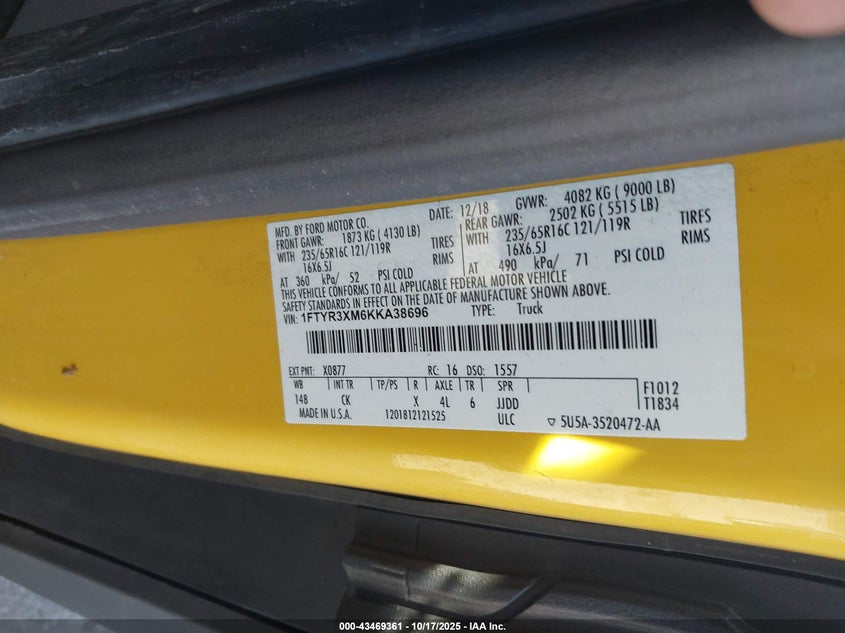 MFD. BY FORD MOTOR CO. DATE: 12/18 GVWR: 4082 KG ( 9000 LB)
FRONT GAWR: 1873 KG ( 4130 LB) REAR GAWR: 2502 KG ( 5515 LB)
WITH 235/65R16C 121/119R TIRES WITH 235/65R16C 121/119R TIRES
16X6.5J RIMS 16X6.5J RIMS
AT 360 kPa/ 52 PSI COLD AT 490 kPa/ 71 PSI COLD
THIS VEHICLE CONFORMS TO ALL APPLICABLE FEDERAL MOTOR VEHICLE
SAFETY STANDARDS IN EFFECT ON THE DATE OF MANUFACTURE SHOWN ABOVE.
VIN: 1FTYR3XM6KKA38696 TYPE: Truck
EXT PNT: X0877 RC: 16 DSO: 1557
WB INT TR TP/PS R AXLE TR SPR F1012
148 CK X 4L 6 JJDD T1834
MADE IN U.S.A. 1201812121525 ULC ▽ 5U5A-3520472-AA
000-43469361 | 10/17/2025 - IAA Inc.